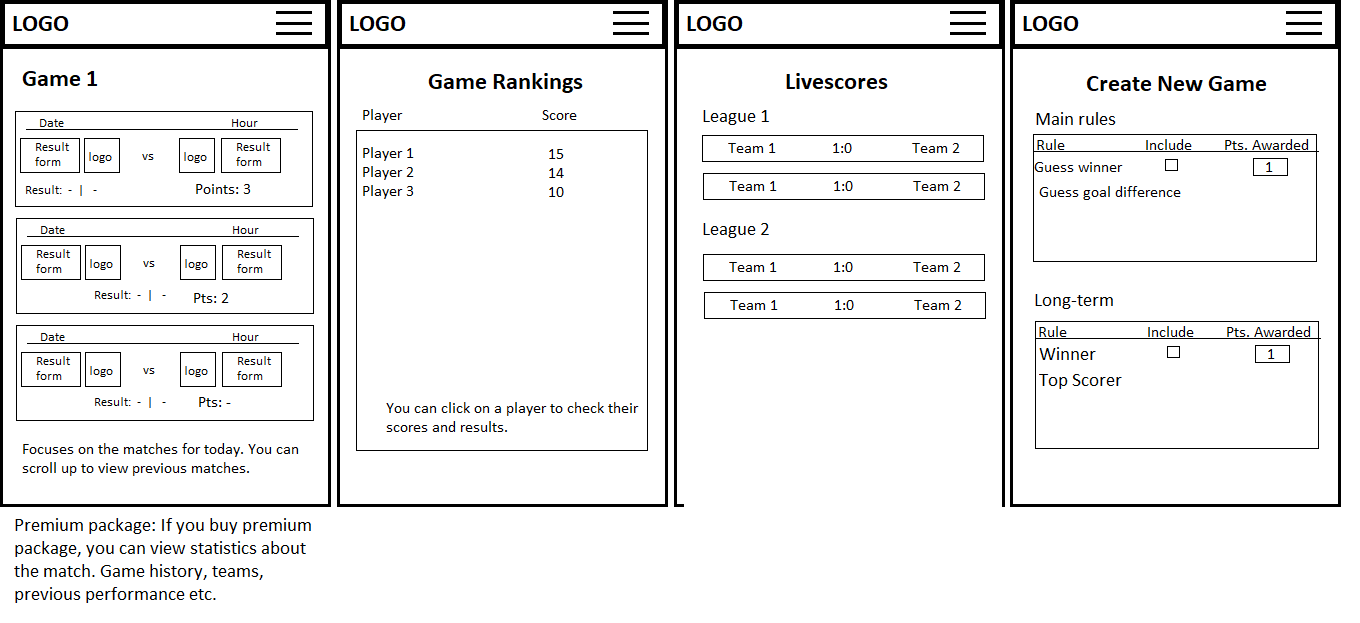 LOGO
Game 1
Date Hour
Result form logo vs logo Result form
Result: - | - Points: 3
Date Hour
Result form logo vs logo Result form
Result: - | - Pts: 2
Date Hour
Result form logo vs logo Result form
Result: - | - Pts: -
Focuses on the matches for today. You can
scroll up to view previous matches.
Premium package: If you buy premium
package, you can view statistics about
the match. Game history, teams,
previous performance etc.
LOGO
Game Rankings
Player Score
Player 1 15
Player 2 14
Player 3 10
You can click on a player to check their
scores and results.
LOGO
Livescores
League 1
Team 1 1:0 Team 2
Team 1 1:0 Team 2
League 2
Team 1 1:0 Team 2
Team 1 1:0 Team 2
LOGO
Create New Game
Main rules
Rule Include Pts. Awarded
Guess winner 1
Guess goal difference
Long-term
Rule Include Pts. Awarded
Winner 1
Top Scorer